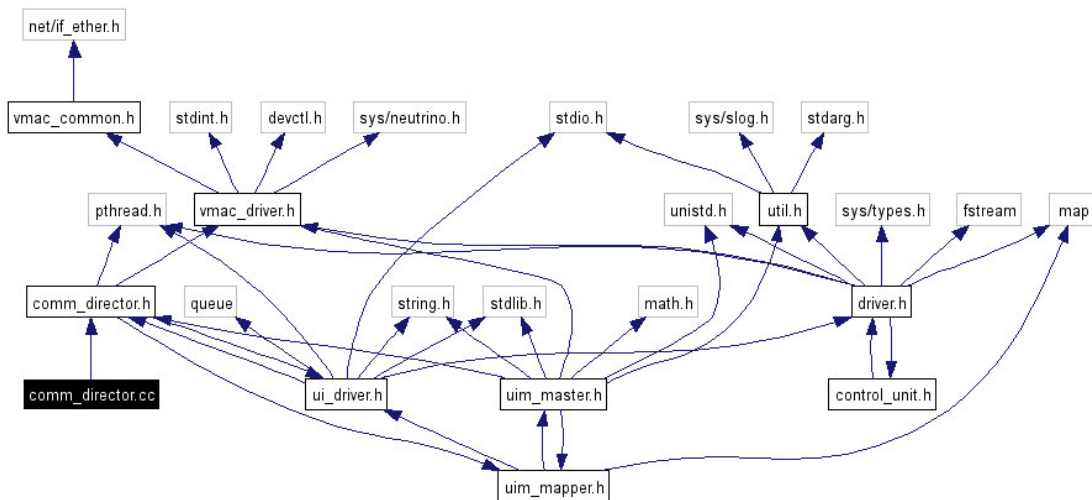 net/if_ether.h
vmac_common.h
stdint.h
devctl.h
sys/neutrino.h
stdio.h
sys/slog.h
stdarg.h
pthread.h
vmac_driver.h
unistd.h
util.h
sys/types.h
fstream
map
comm_director.h
queue
string.h
stdlib.h
math.h
driver.h
comm_director.cc
ui_driver.h
uim_master.h
control_unit.h
uim_mapper.h